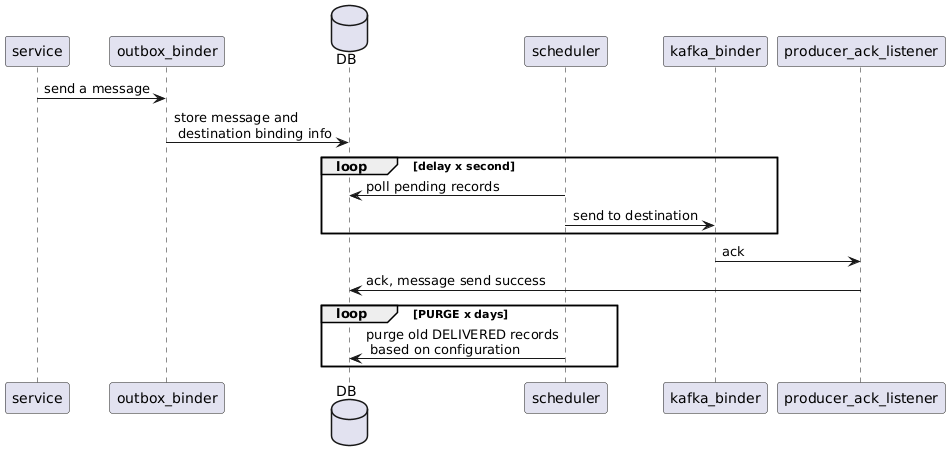 DB
service
outbox_binder
scheduler
kafka_binder
producer_ack_listener
send a message
store message and
destination binding info
loop
[delay x second]
poll pending records
send to destination
ack
ack, message send success
loop
[PURGE x days]
purge old DELIVERED records
based on configuration
DB
service
outbox_binder
scheduler
kafka_binder
producer_ack_listener